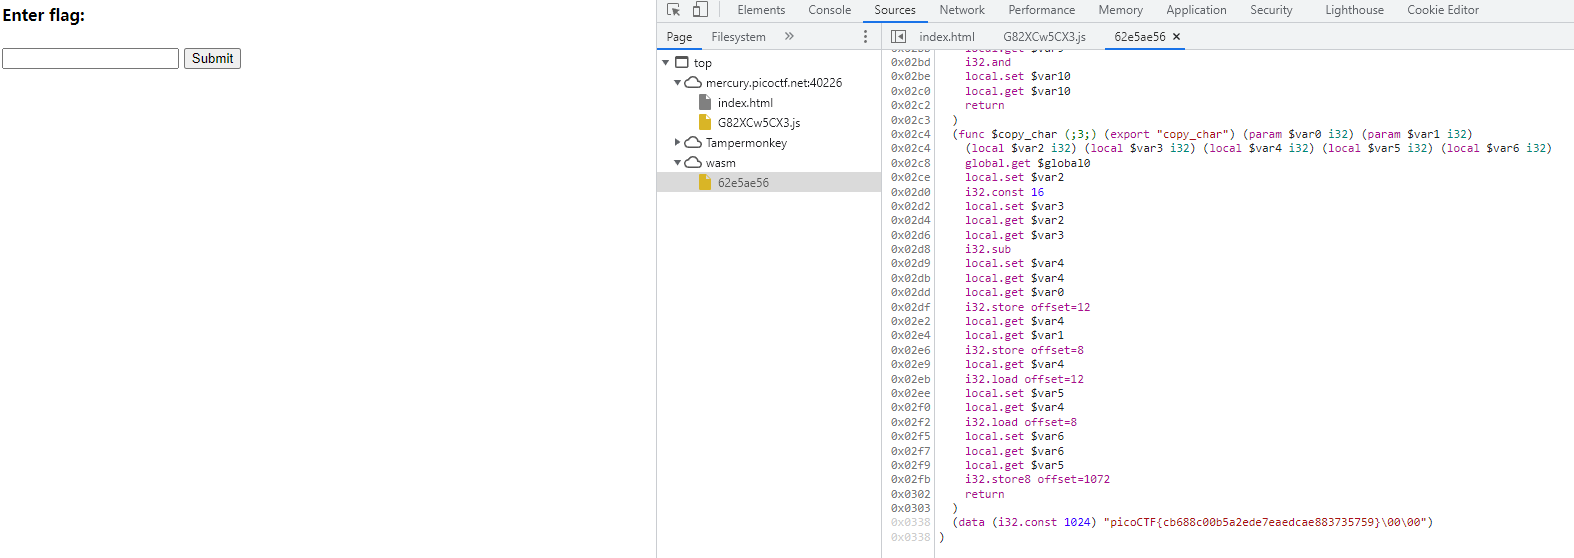 Enter flag:
Submit
Elements Console Sources Network Performance Memory Application Security Lighthouse Cookie Editor
Page Filesystem »
index.html G82XCw5CX3.js 62e5ae56 ×
top
mercury.picoctf.net:40226
index.html
G82XCw5CX3.js
Tampermonkey
wasm
62e5ae56
0x02bd i32.and
0x02be local.set $var10
0x02c0 local.get $var10
0x02c2 return
0x02c3 )
0x02c4 (func $copy_char (;3;) (export "copy_char") (param $var0 i32) (param $var1 i32)
0x02c4 (local $var2 i32) (local $var3 i32) (local $var4 i32) (local $var5 i32) (local $var6 i32)
0x02c8 global.get $global0
0x02ce local.set $var2
0x02d0 i32.const 16
0x02d2 local.set $var3
0x02d4 local.get $var2
0x02d6 local.get $var3
0x02d8 i32.sub
0x02d9 local.set $var4
0x02db local.get $var4
0x02dd local.get $var0
0x02df i32.store offset=12
0x02e2 local.get $var4
0x02e4 local.get $var1
0x02e6 i32.store offset=8
0x02e9 local.get $var4
0x02eb i32.load offset=12
0x02ee local.set $var5
0x02f0 local.get $var4
0x02f2 i32.load offset=8
0x02f5 local.set $var6
0x02f7 local.get $var6
0x02f9 local.get $var5
0x02fb i32.store8 offset=1072
0x0302 return
0x0303 )
0x0338 (data (i32.const 1024) "picoCTF{cb688c00b5a2ede7eaedcae883735759}\00\00")
0x0338 )